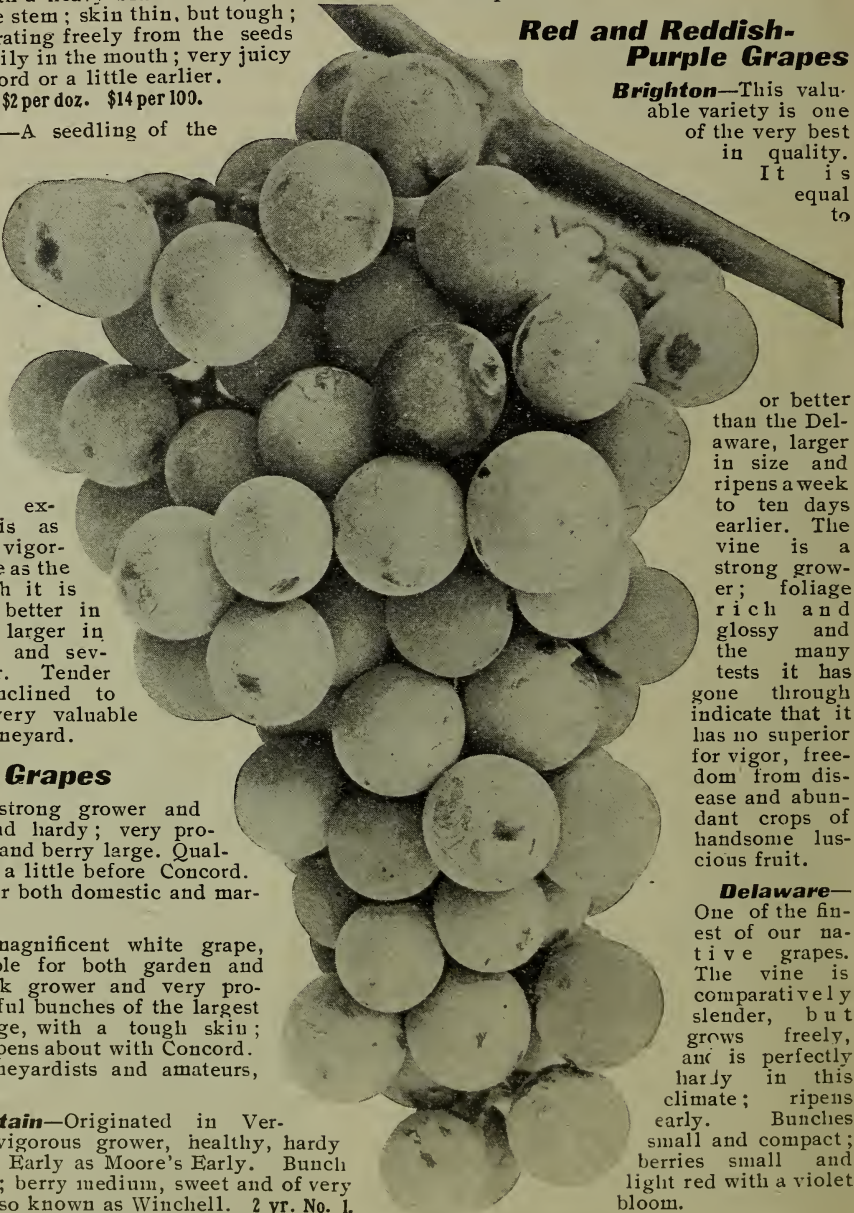 e stem ; skin thin, but tough ;
rating freely from the seeds
ily in the mouth ; very juicy
ord or a little earlier.
$2 per doz. $14 per 100.
—A seedling of the
ex-
is as
vigor-
e as the
h it is
better in
larger in
and sev-
r. Tender
nclined to
very valuable
neyard.
Grapes
strong grower and
nd hardy ; very pro-
and berry large. Qual-
a little before Concord.
r both domestic and mar-
magnificent white grape,
ble for both garden and
k grower and very pro-
ful bunches of the largest
ge, with a tough skin ;
pens about with Concord.
neyardists and amateurs,
tain—Originated in Ver-
vigorous grower, healthy, hardy
Early as Moore's Early. Bunch
; berry medium, sweet and of very
so known as Winchell. 2 yr. No. 1.
Red and Reddish-
Purple Grapes
Brighton—This valu-
able variety is one
of the very best
in quality.
It is
equal
to
or better
than the Del-
aware, larger
in size and
ripens a week
to ten days
earlier. The
vine is a
strong grow-
er ; foliage
rich and
glossy and
the many
tests it has
gone through
indicate that it
has no superior
for vigor, free-
dom from dis-
ease and abun-
dant crops of
handsome lus-
cious fruit.
Delaware—
One of the fin-
est of our na-
tive grapes.
The vine is
comparatively
slender, but
grows freely,
and is perfectly
hardy in this
climate ; ripens
early. Bunches
small and compact ;
berries small and
light red with a violet
bloom.